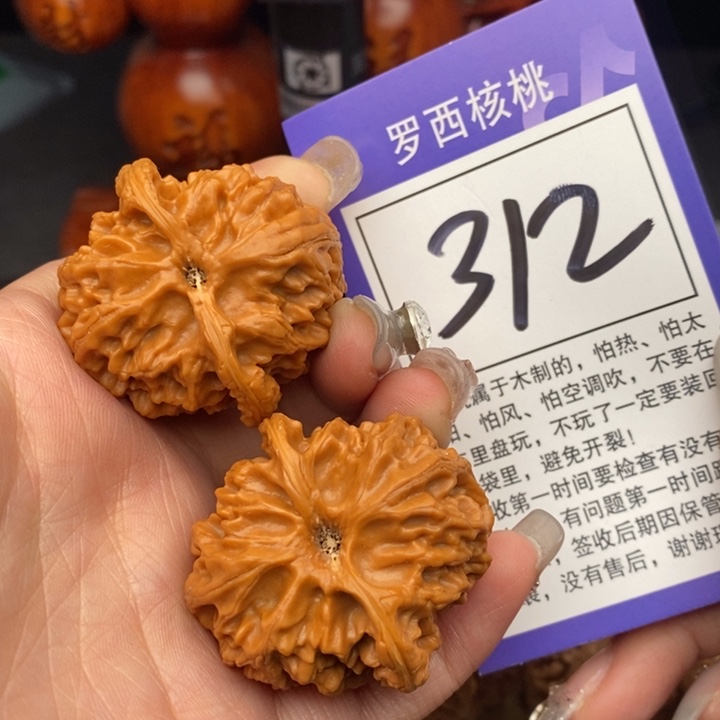 罗西核桃
312
属于木制的，怕热、怕太
、怕风、怕空调吹，不要在
里盘玩，不玩了一定要装回
袋里，避免开裂！
收第一时间要检查有没有
有问题第一时间
，签收后期因保管
，没有售后，谢谢